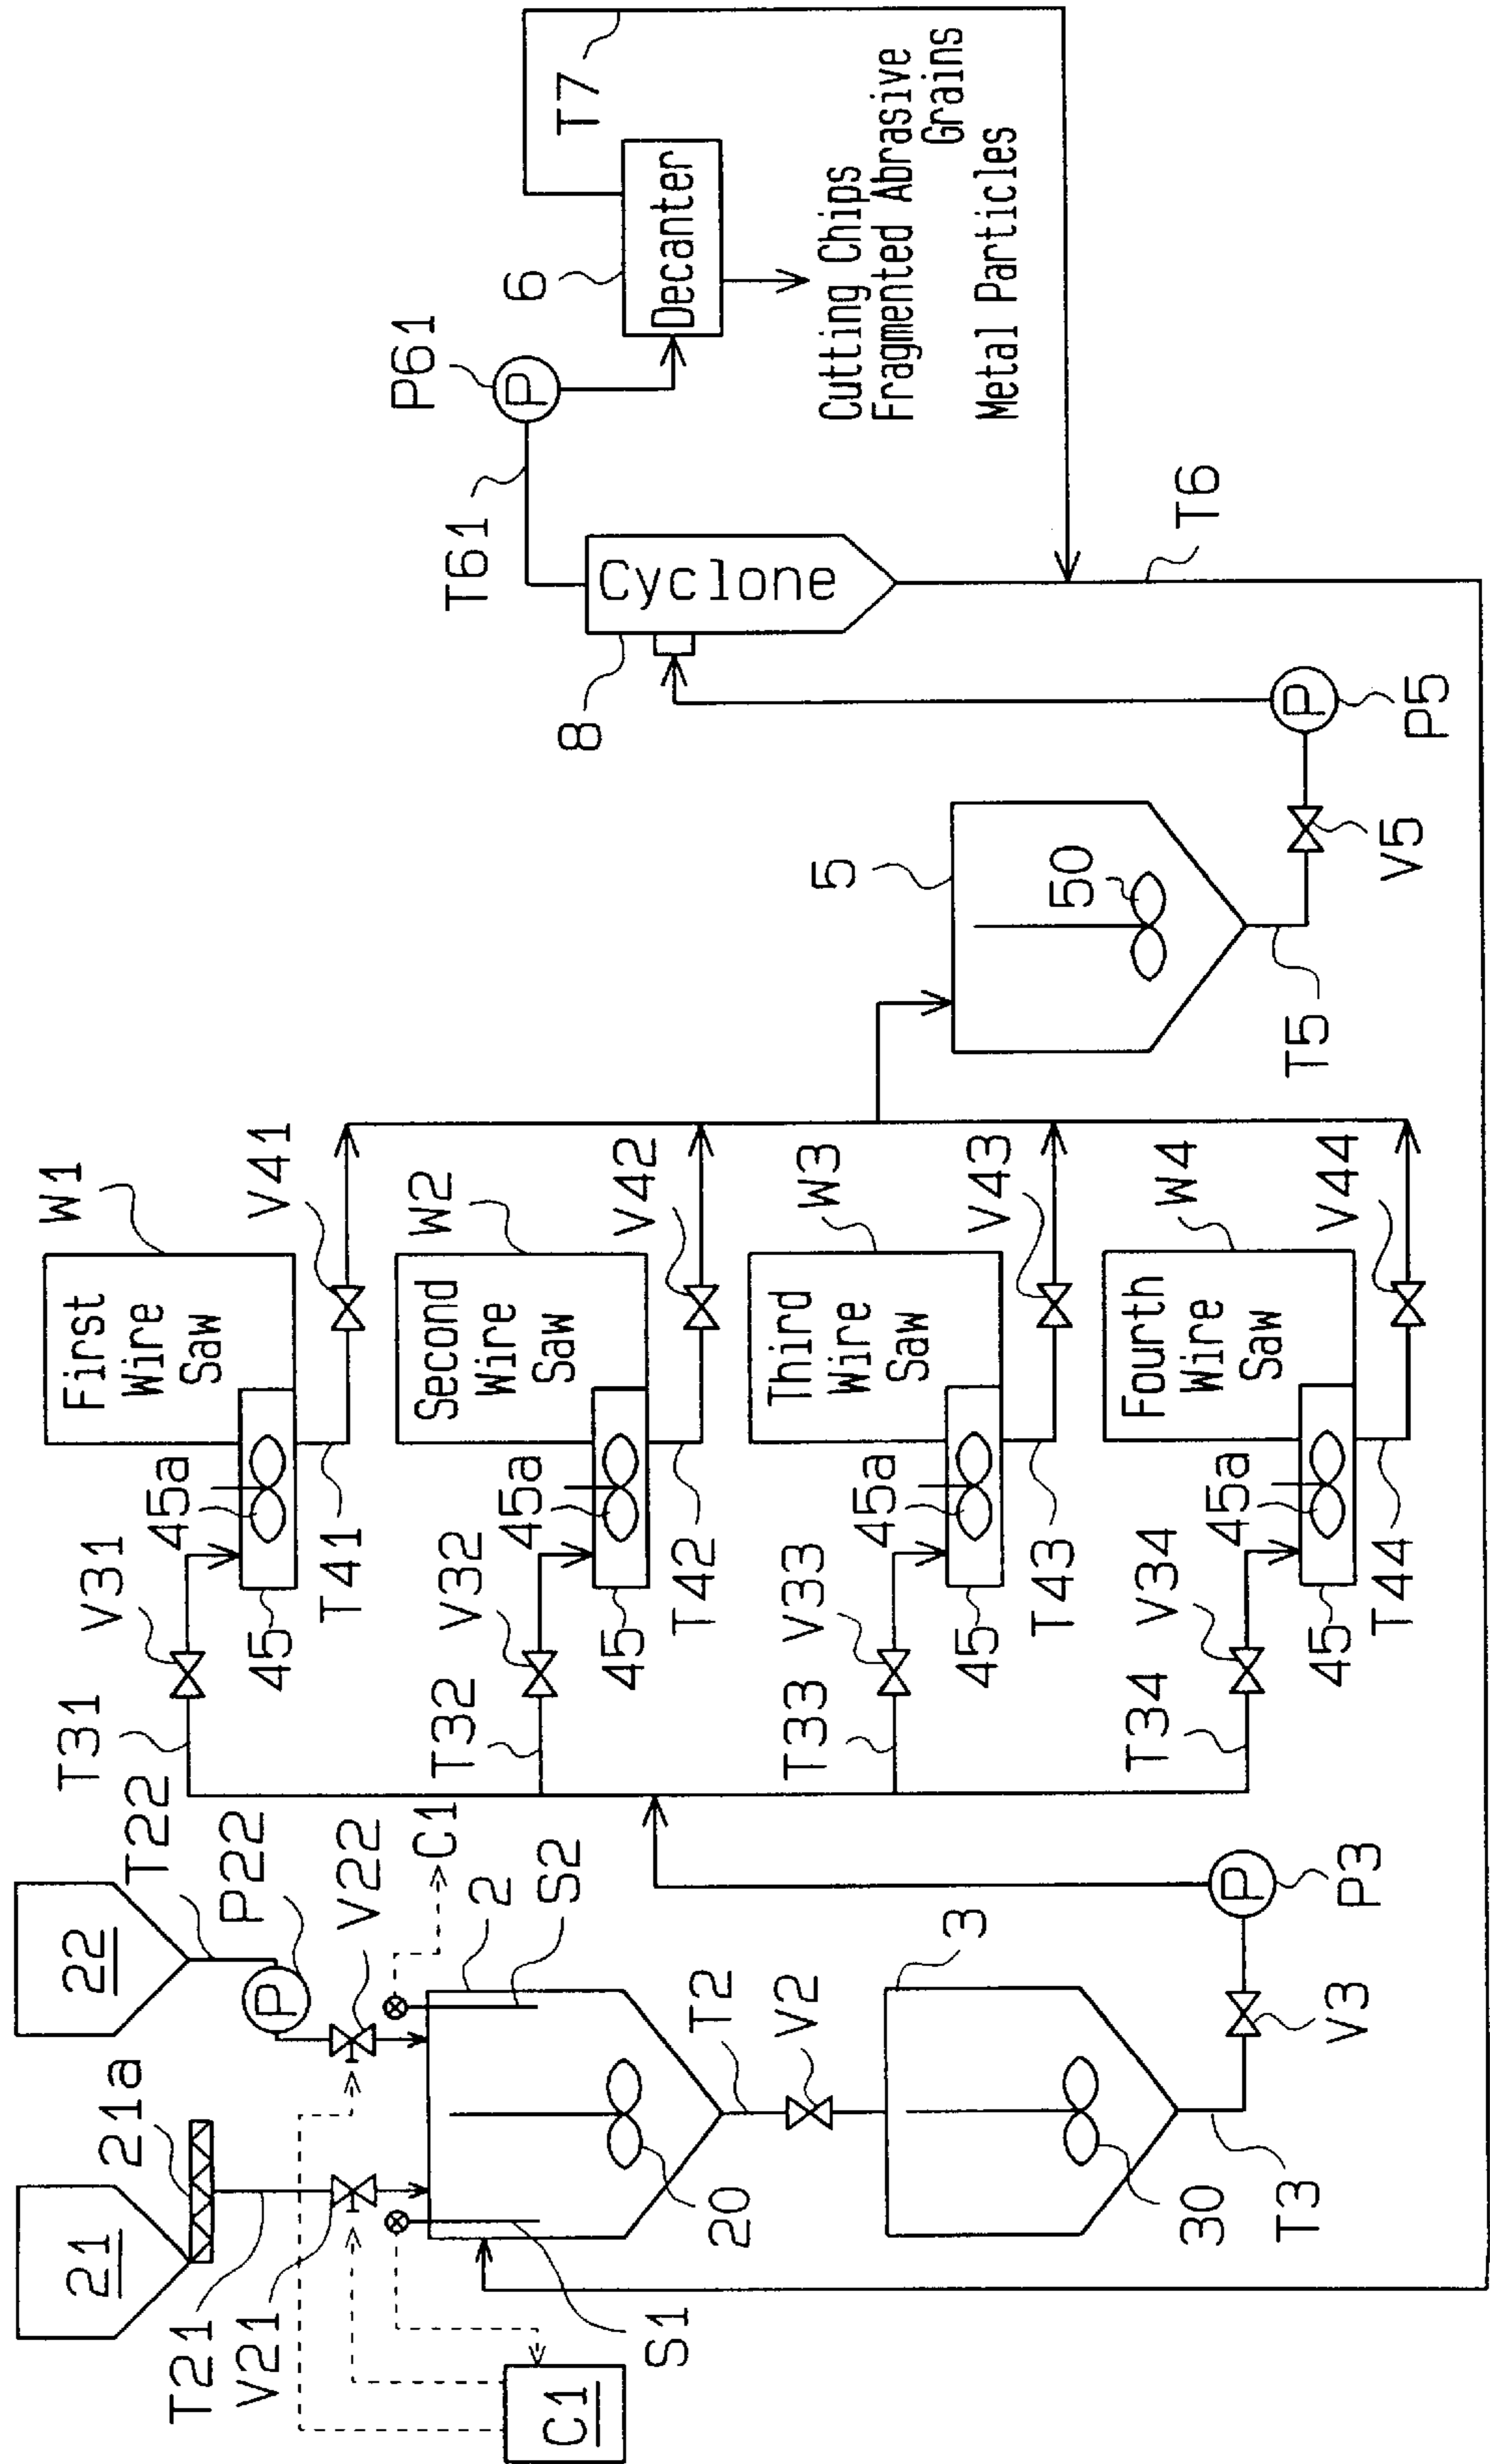 21
22
21a
T21
V21
T22
P22
P
V22
C1
C1
S1
S2
2
20
T2
V2
3
30
T3
V3
P
P3
T31
V31
45a
45
T41
First
Wire
Saw
W1
V41
T32
V32
45a
45
T42
Second
Wire
Saw
W2
V42
T33
V33
45a
45
T43
Third
Wire
Saw
W3
V43
T34
V34
45a
45
T44
Fourth
Wire
Saw
W4
V44
5
50
T5
V5
P
P5
8
Cyclone
T61
P
P61
6
Decanter
T7
Cutting Chips
Fragmented Abrasive
Grains
Metal Particles
T6